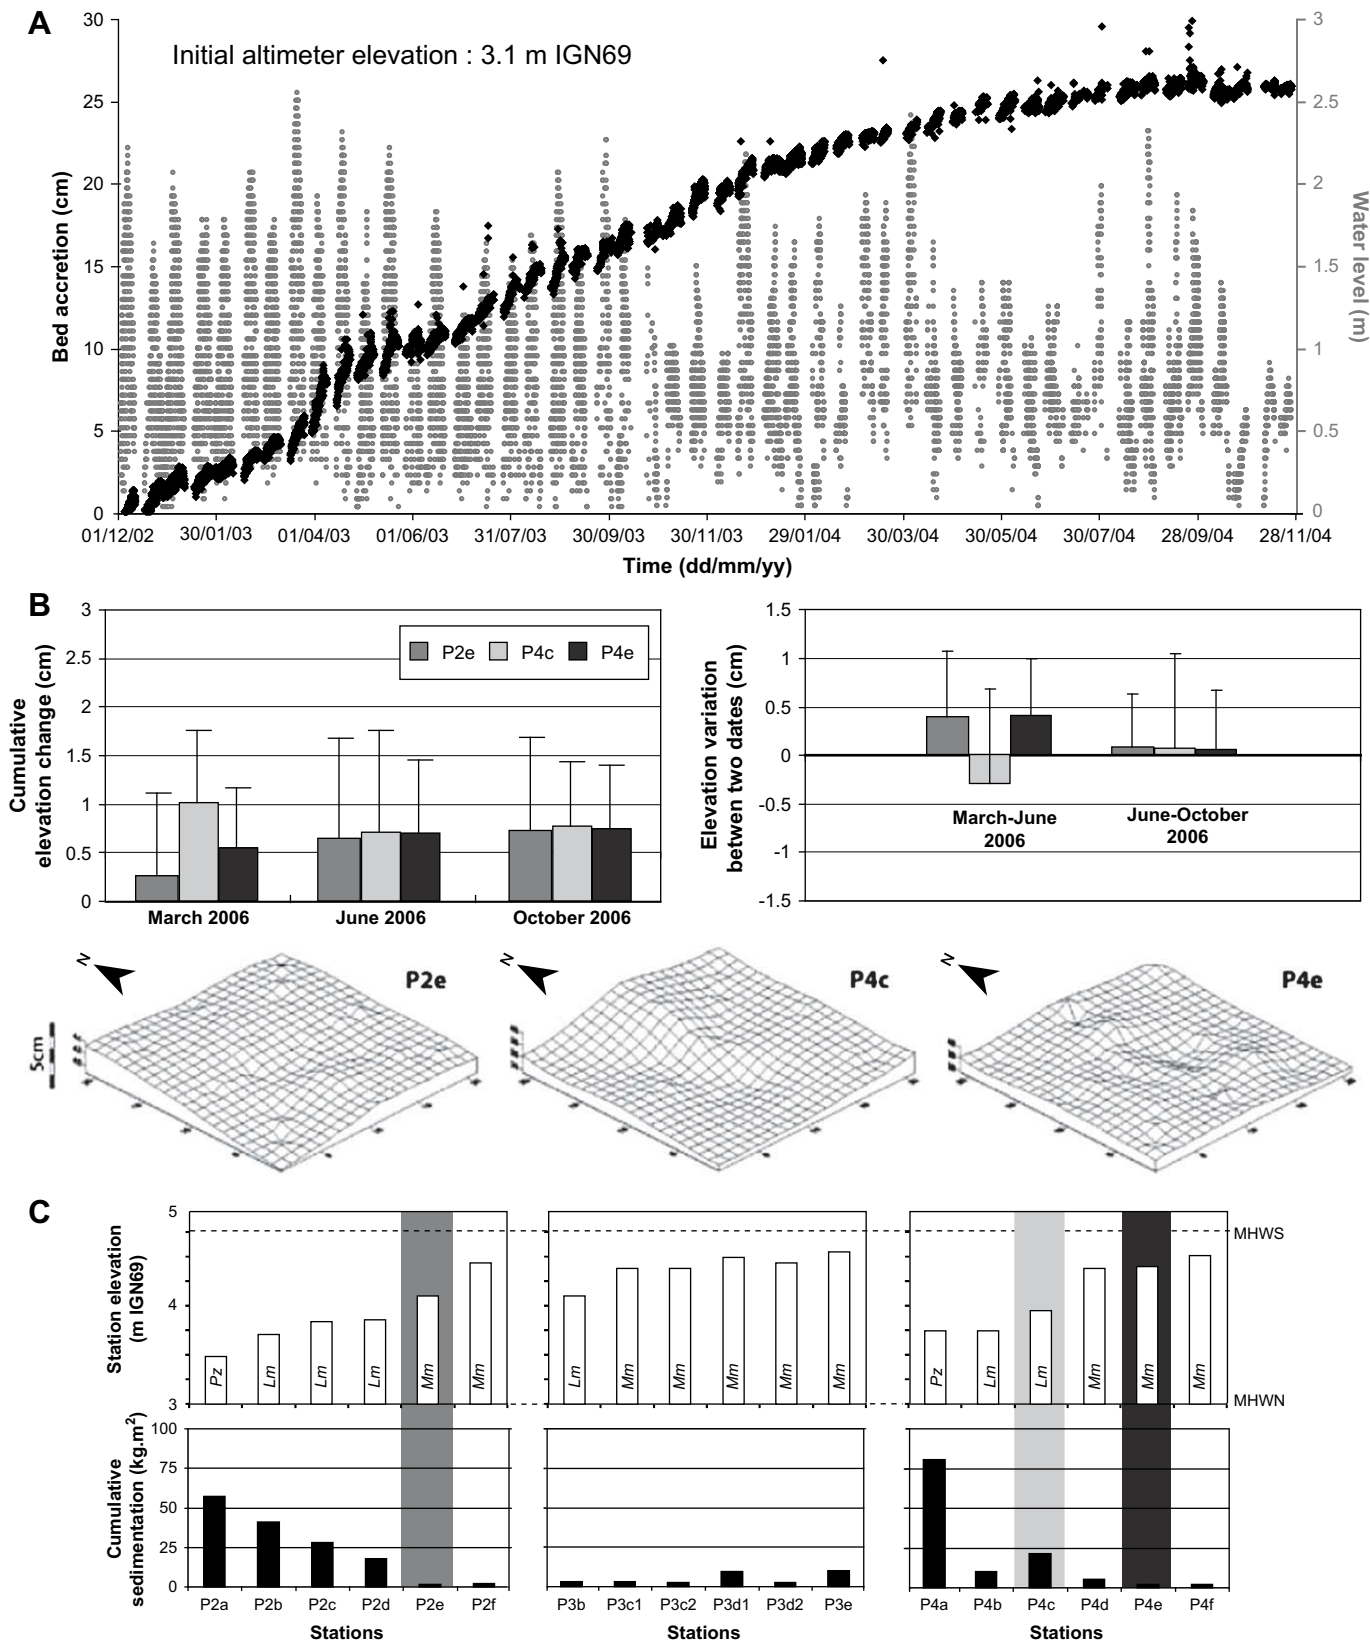 A
Initial altimeter elevation : 3.1 m IGN69
Bed accretion (cm)
30
25
20
15
10
5
0
3
2.5
2
1.5
1
0.5
0
Water level (m)
01/12/02 30/01/03 01/04/03 01/06/03 31/07/03 30/09/03 30/11/03 29/01/04 30/03/04 30/05/04 30/07/04 28/09/04 28/11/04
Time (dd/mm/yy)
B
Cumulative
elevation change (cm)
3
2.5
2
1.5
1
0.5
0
P2e P4c P4e
March 2006 June 2006 October 2006
Elevation variation
betwen two dates (cm)
1.5
1
0.5
0
-0.5
-1
-1.5
March-June
2006
June-October
2006
N
P2e
5cm
N
P4c
N
P4e
C
Station elevation
(m IGN69)
5
4
3
Pz Lm Lm Lm Mm Mm
Lm Mm Mm Mm Mm Mm
Pz Lm Lm Mm Mm Mm
MHWS
MHWN
Cumulative
sedimentation (kg.m²)
100
75
50
25
0
P2a P2b P2c P2d P2e P2f
Stations
P3b P3c1 P3c2 P3d1 P3d2 P3e
Stations
P4a P4b P4c P4d P4e P4f
Stations